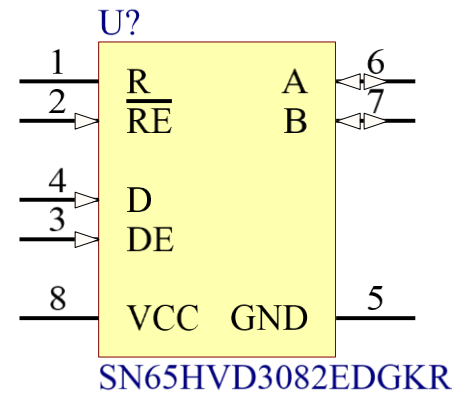 U?
1 R A 6
2 RE B 7
4 D
3 DE
8 VCC GND 5
SN65HVD3082EDGKR